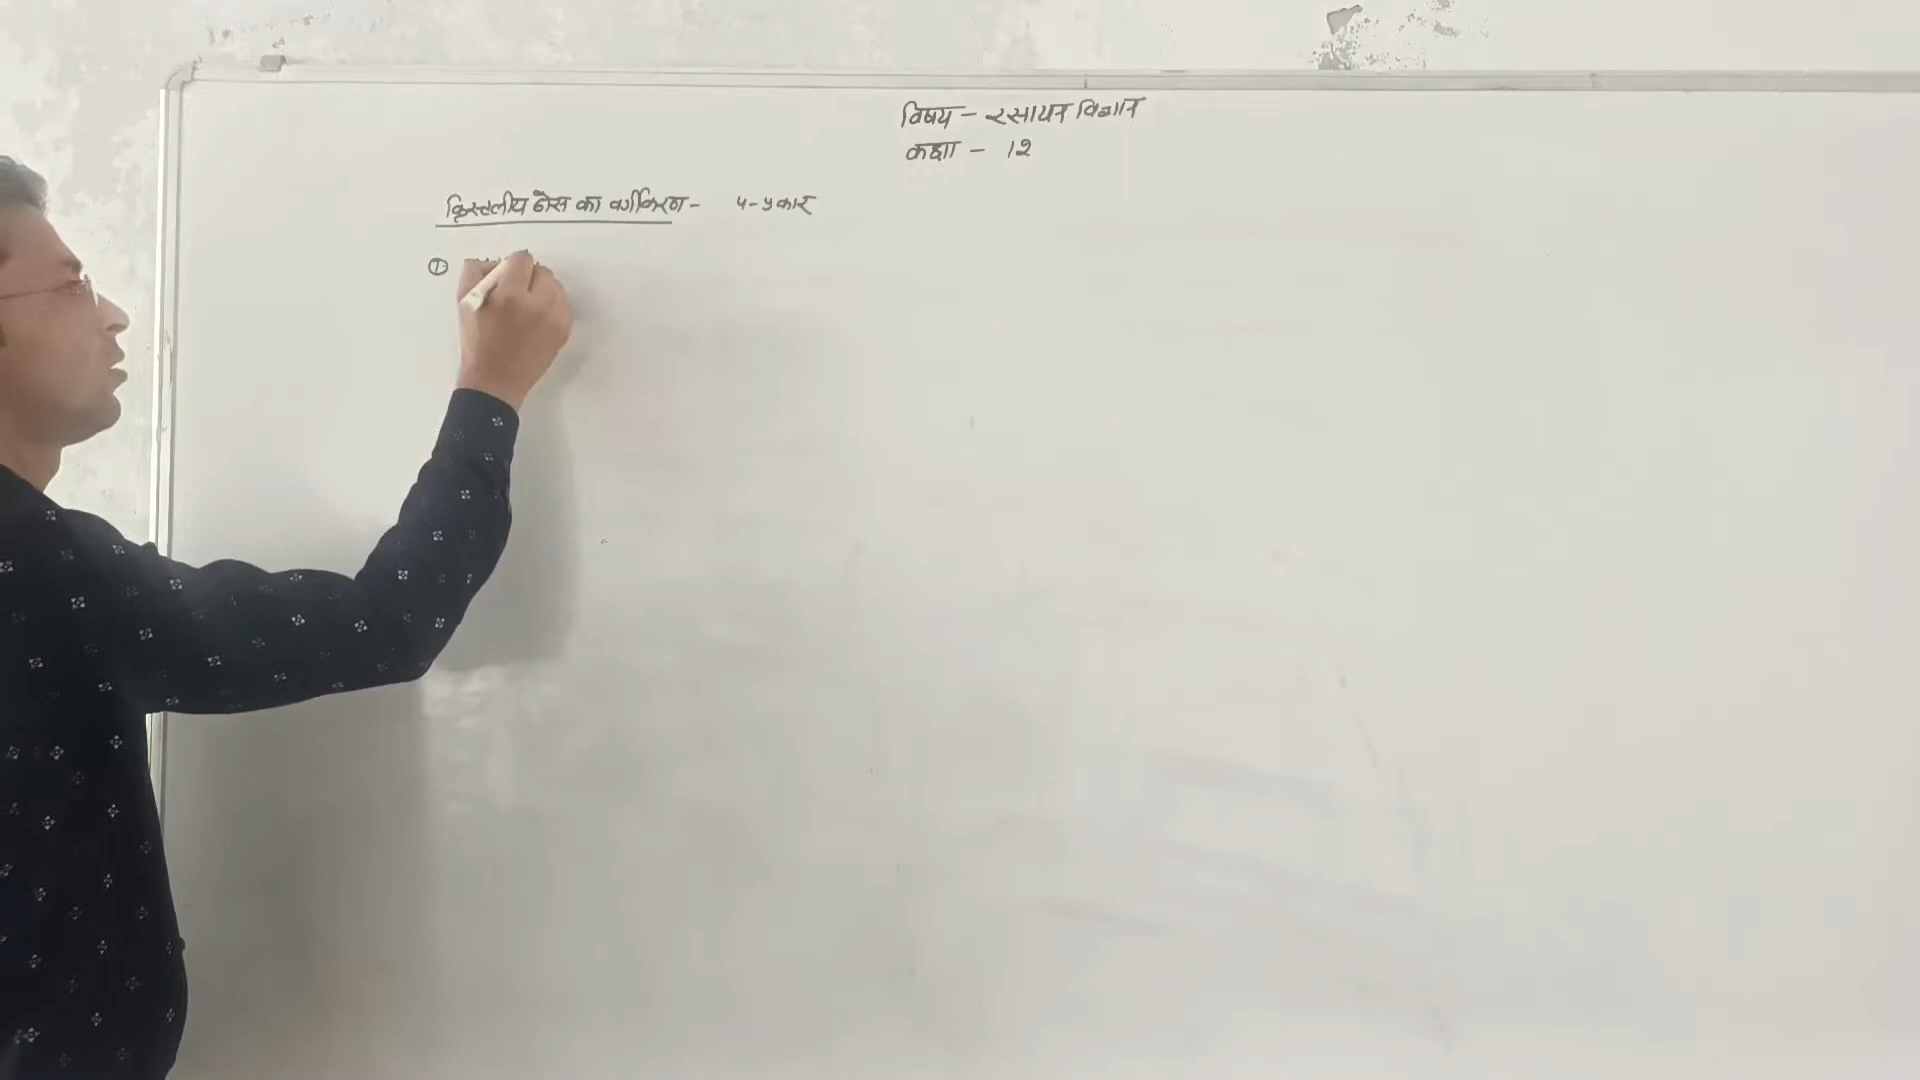 विषय - रसायन विज्ञान
कक्षा - 12
क्रिस्टलीय ठोस का वर्गीकरण - 4-प्रकार
①